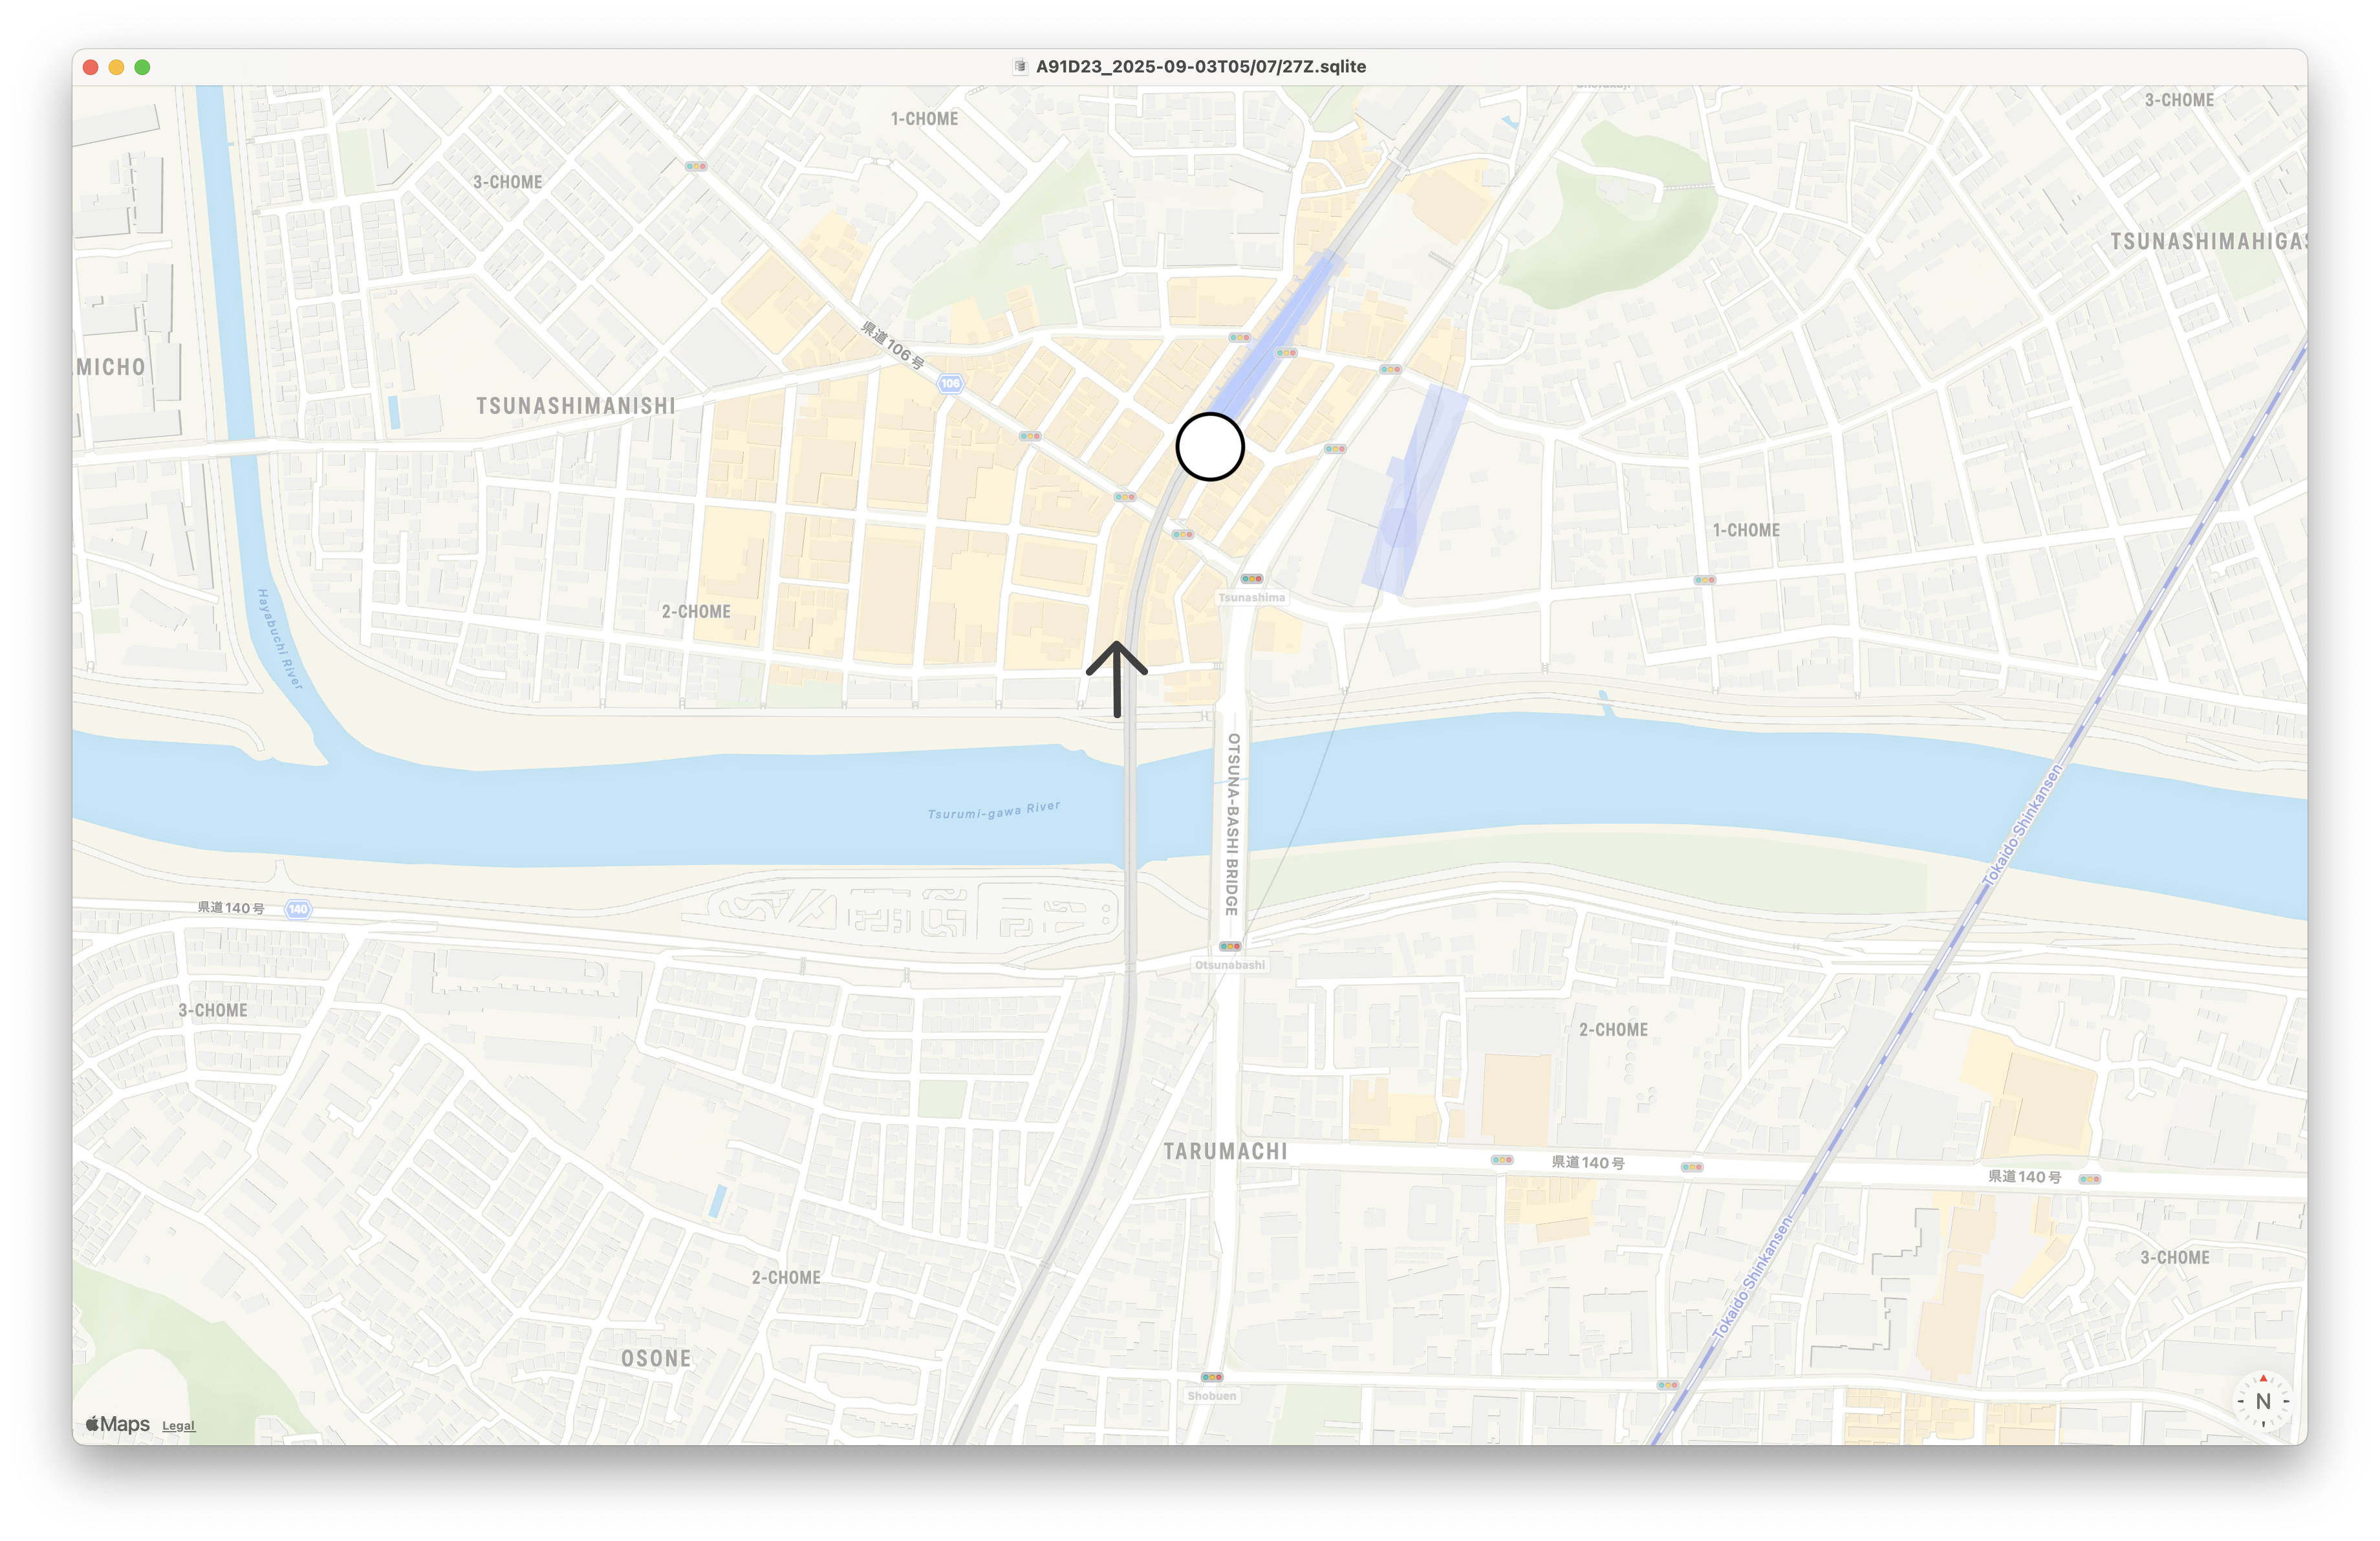 A91D23_2025-09-03T05/07/27Z.sqlite
3-CHOME
1-CHOME
3-CHOME
TSUNASHIMAHIGAS
県道106号
106
MICHO
TSUNASHIMANISHI
1-CHOME
Tsunashima
2-CHOME
Hayabuchi River
OTSUNA-BASHI BRIDGE
Tsurumi-gawa River
Tokaido Shinkansen
県道140号
140
Otsunabashi
3-CHOME
2-CHOME
TARUMACHI
県道140号
県道140号
Tokaido Shinkansen
3-CHOME
2-CHOME
OSONE
Shobuen
Maps
Legal
N